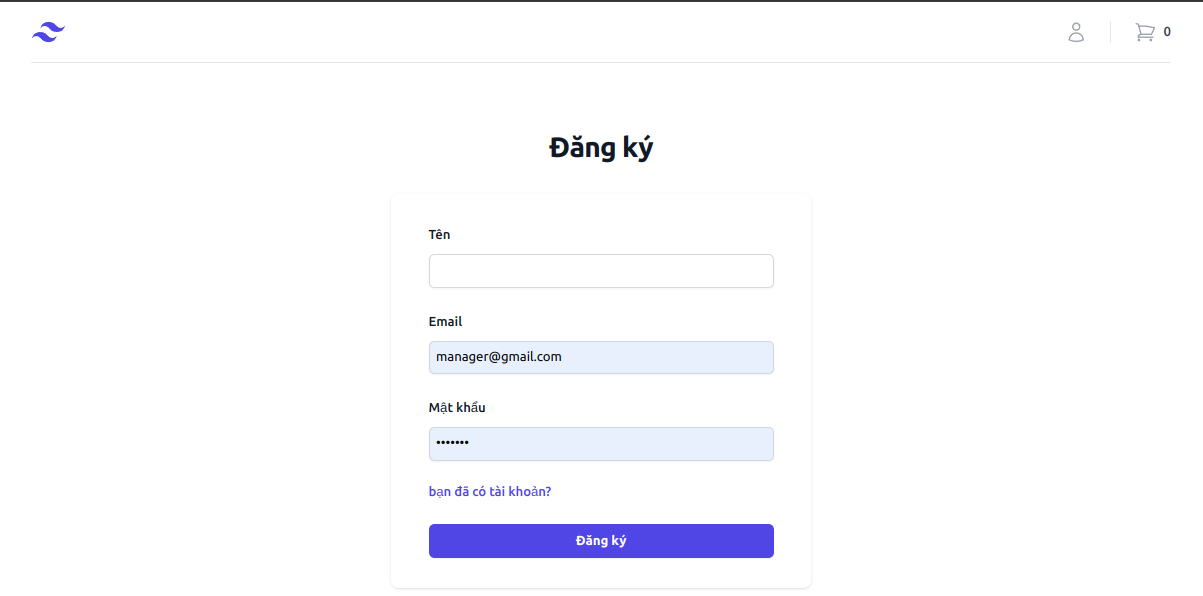 0
Đăng ký
Tên
Email
manager@gmail.com
Mật khẩu
•••••••
bạn đã có tài khoản?
Đăng ký